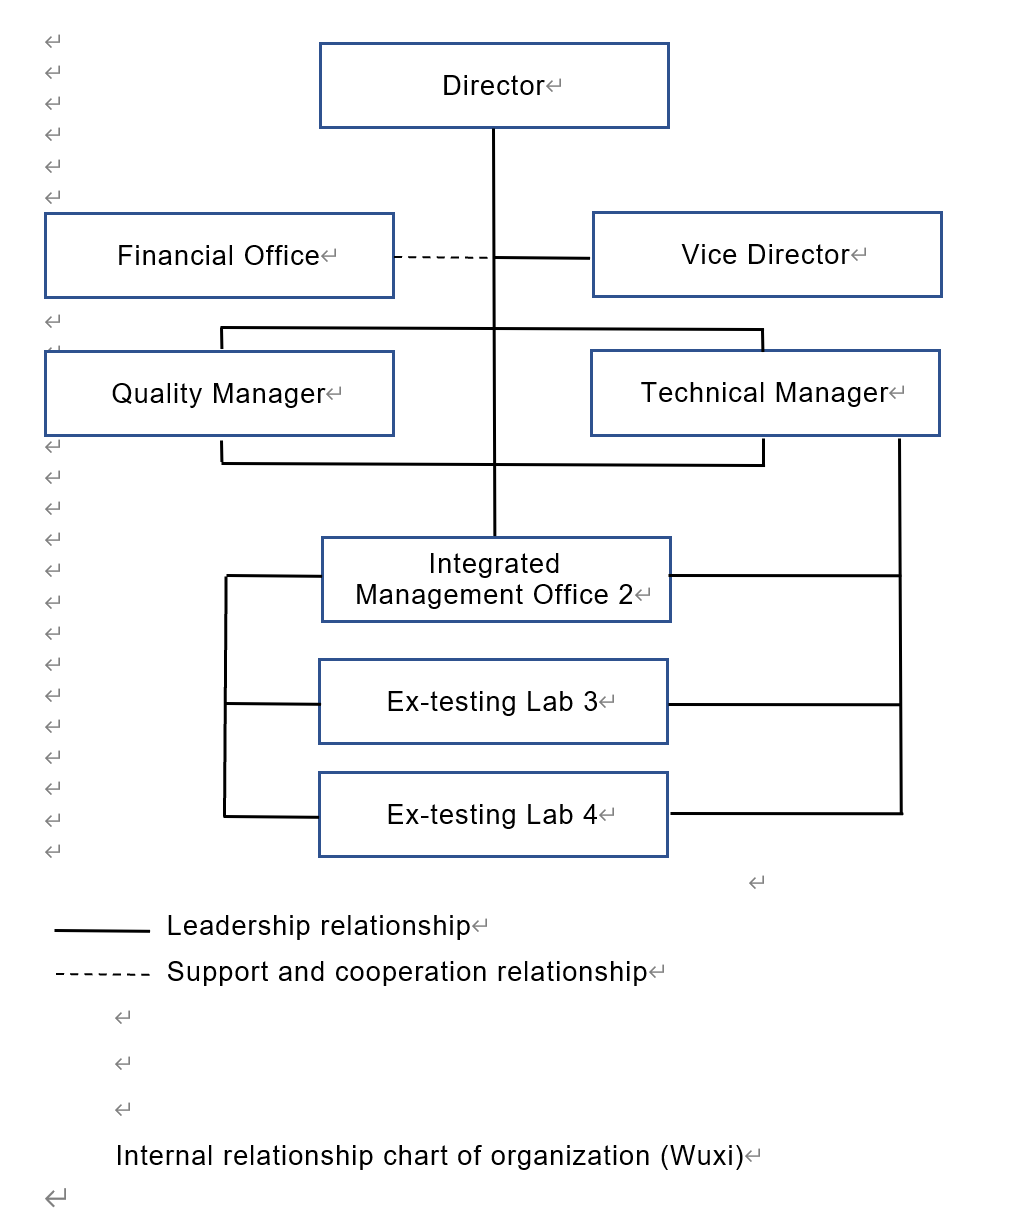 Director
Financial Office
Vice Director
Quality Manager
Technical Manager
Integrated
Management Office 2
Ex-testing Lab 3
Ex-testing Lab 4
Leadership relationship
Support and cooperation relationship
Internal relationship chart of organization (Wuxi)